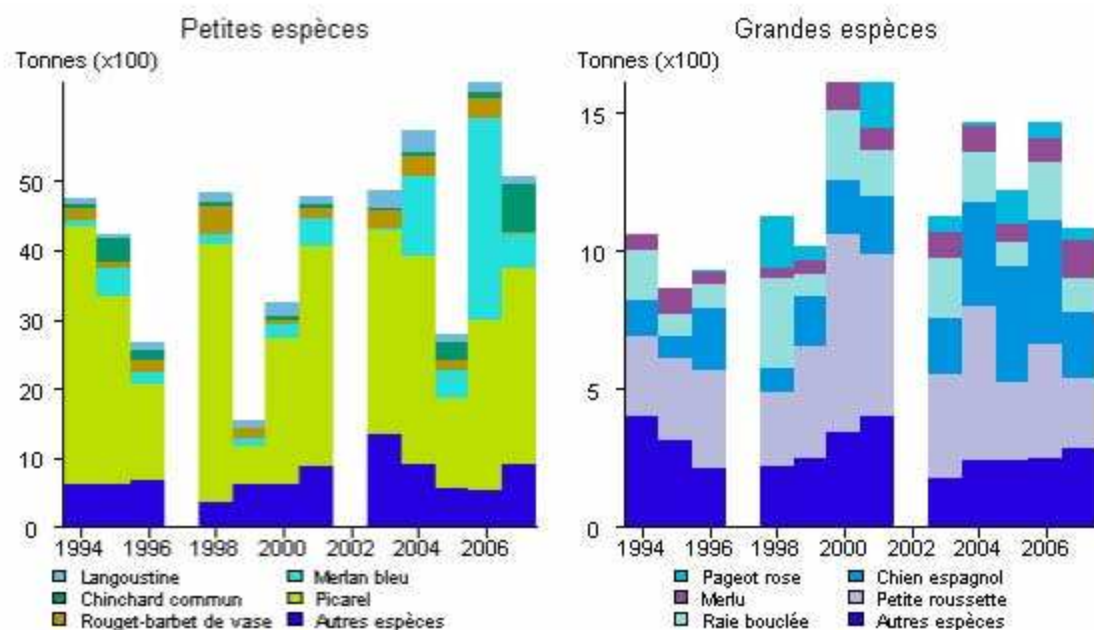 Petites espèces
Tonnes (x100)
50
40
30
20
10
0
1994 1996 1998 2000 2002 2004 2006
Langoustine
Chinchard commun
Rouget-barbet de vase
Merlan bleu
Picarel
Autres espèces
Grandes espèces
Tonnes (x100)
15
10
5
0
1994 1996 1998 2000 2002 2004 2006
Pageot rose
Merlu
Raie bouclée
Chien espagnol
Petite roussette
Autres espèces